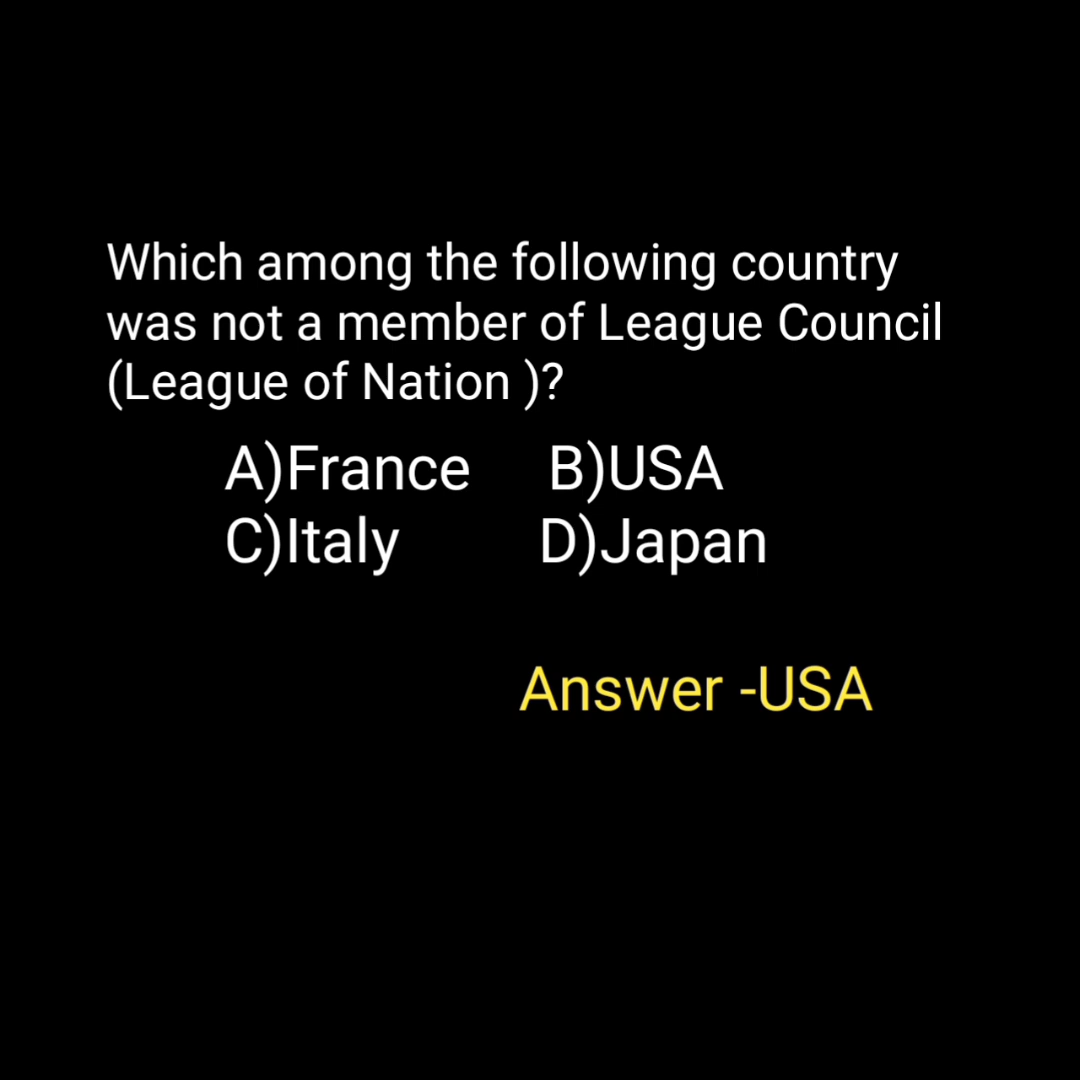 Which among the following country
was not a member of League Council
(League of Nation )?
A)France B)USA
C)Italy D)Japan
Answer -USA